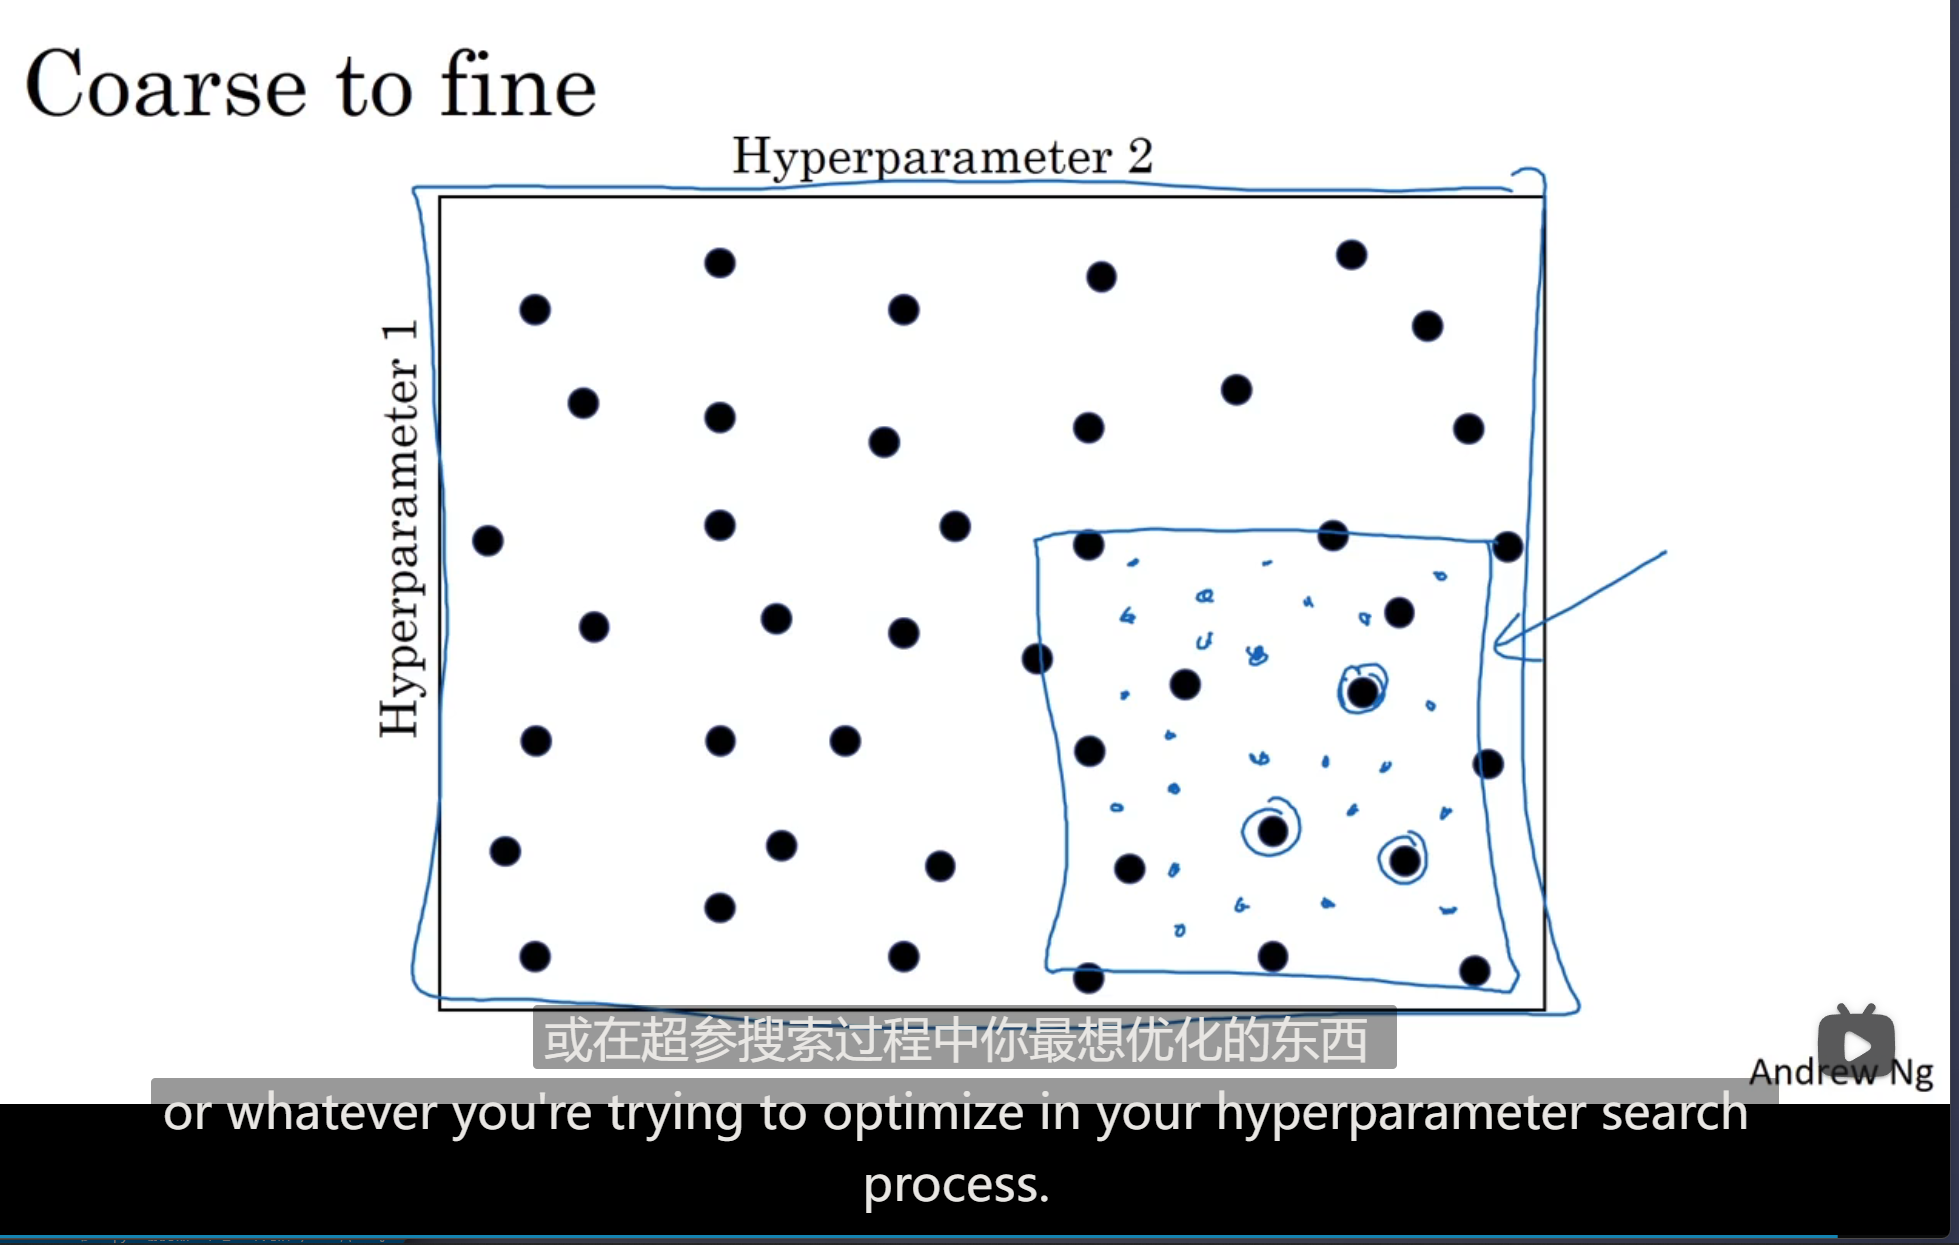 Coarse to fine
Hyperparameter 2
Hyperparameter 1
或在超参搜索过程中你最想优化的东西
Andrew Ng
or whatever you're trying to optimize in your hyperparameter search
process.